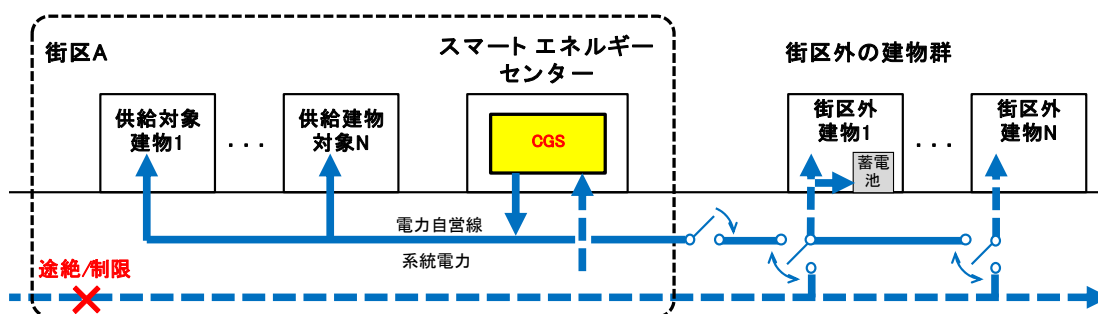 街区A
スマート エネルギー
センター
街区外の建物群
供給対象
建物1
・・・
供給建物
対象N
CGS
街区外
建物1
蓄電
池
・・・
街区外
建物N
電力自営線
系統電力
途絶/制限